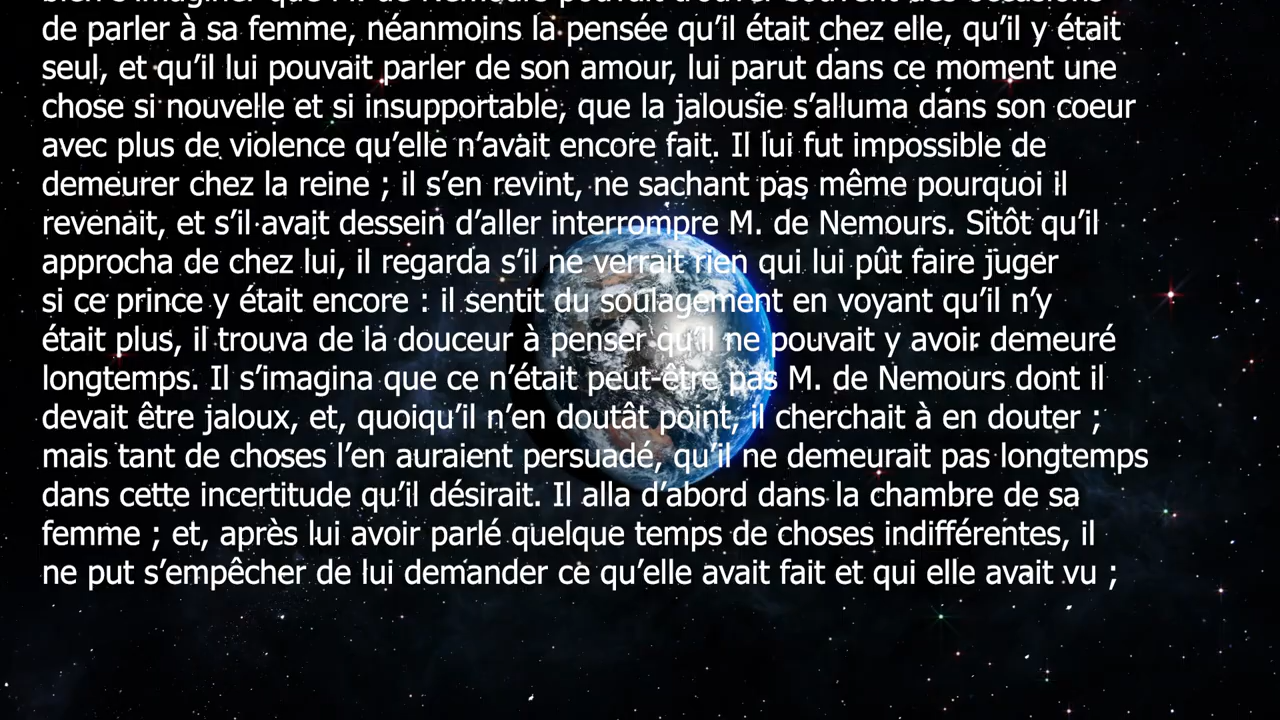 bien s'imaginer que M. de Nemours pouvait trouver souvent des occasions
de parler à sa femme, néanmoins la pensée qu’il était chez elle, qu’il y était
seul, et qu’il lui pouvait parler de son amour, lui parut dans ce moment une
chose si nouvelle et si insupportable, que la jalousie s’alluma dans son coeur
avec plus de violence qu’elle n’avait encore fait. Il lui fut impossible de
demeurer chez la reine ; il s’en revint, ne sachant pas même pourquoi il
revenait, et s’il avait dessein d’aller interrompre M. de Nemours. Sitôt qu’il
approcha de chez lui, il regarda s’il ne verrait rien qui lui pût faire juger
si ce prince y était encore : il sentit du soulagement en voyant qu’il n’y
était plus, il trouva de la douceur à penser qu’il ne pouvait y avoir demeuré
longtemps. Il s’imagina que ce n’était peut-être pas M. de Nemours dont il
devait être jaloux, et, quoiqu’il n’en doutât point, il cherchait à en douter ;
mais tant de choses l’en auraient persuadé, qu’il ne demeurait pas longtemps
dans cette incertitude qu’il désirait. Il alla d’abord dans la chambre de sa
femme ; et, après lui avoir parlé quelque temps de choses indifférentes, il
ne put s’empêcher de lui demander ce qu’elle avait fait et qui elle avait vu ;